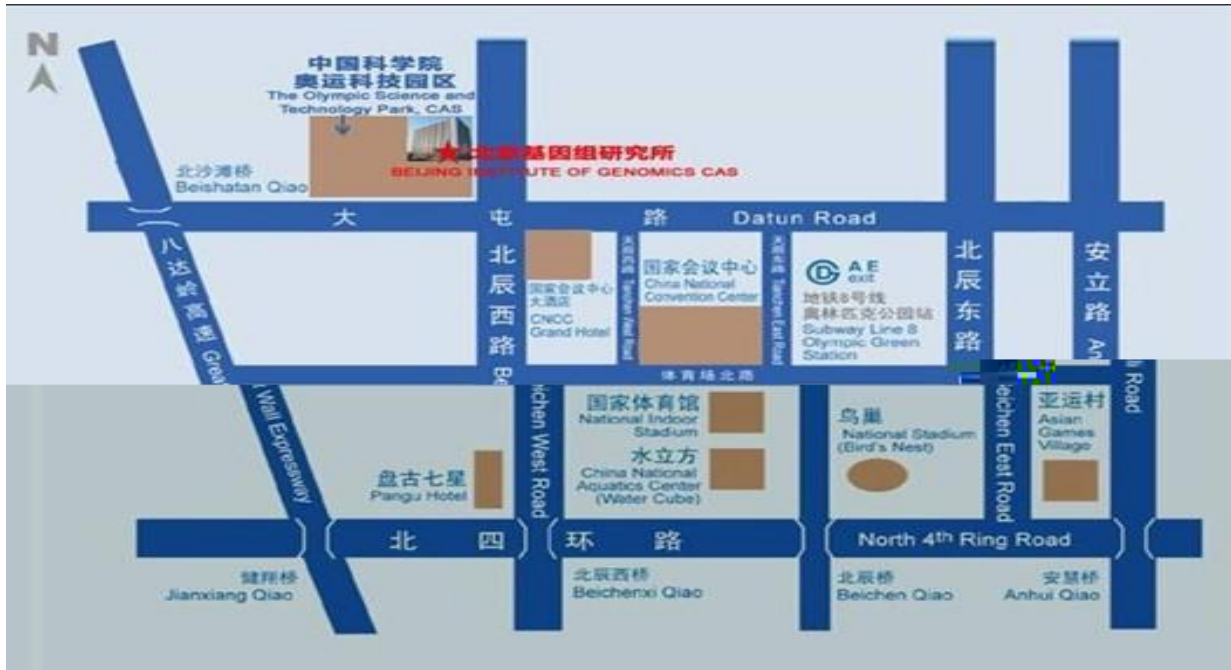 N
中国科学院
奥运科技园区
The Olympic Science and
Technology Park, CAS
北京基因组研究所
BEIJING INSTITUTE OF GENOMICS CAS
北沙滩桥
Beishatan Qiao
大 屯 路 Datun Road
八达岭高速 Great Wall Expressway
北辰西路 Beichen West Road
国家会议中心
大酒店
CNCC
Grand Hotel
天辰西路 Tianchen West Road
国家会议中心
China National
Convention Center
天辰东路 Tianchen East Road
A E
exit
地铁8号线
奥林匹克公园站
Subway Line 8
Olympic Green
Station
北辰东路
Beichen Eest Road
安立路
体育场北路
国家体育馆
National Indoor
Stadium
水立方
China National
Aquatics Center
(Water Cube)
盘古七星
Pangu Hotel
鸟巢
National Stadium
(Bird's Nest)
亚运村
Asian
Games
Village
北 四 环 路 North 4th Ring Road
健翔桥
Jianxiang Qiao
北辰西桥
Beichenxi Qiao
北辰桥
Beichen Qiao
安慧桥
Anhui Qiao